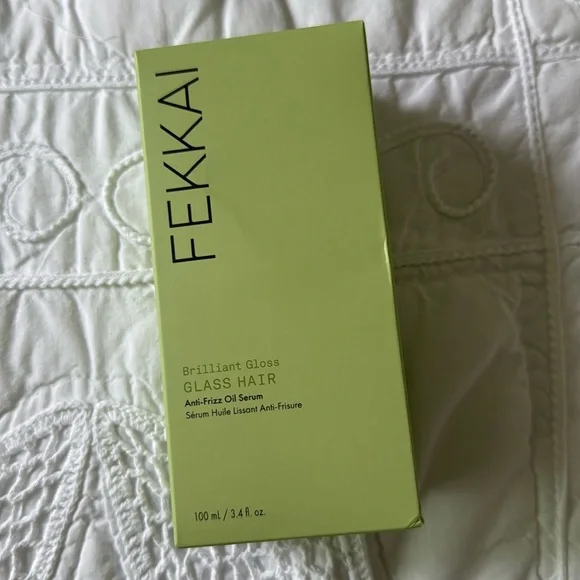 FEKKAI
Brilliant Gloss
GLASS HAIR
Anti-Frizz Oil Serum
Sérum Huile Lissant Anti-Frisure
100 mL / 3.4 fl. oz.